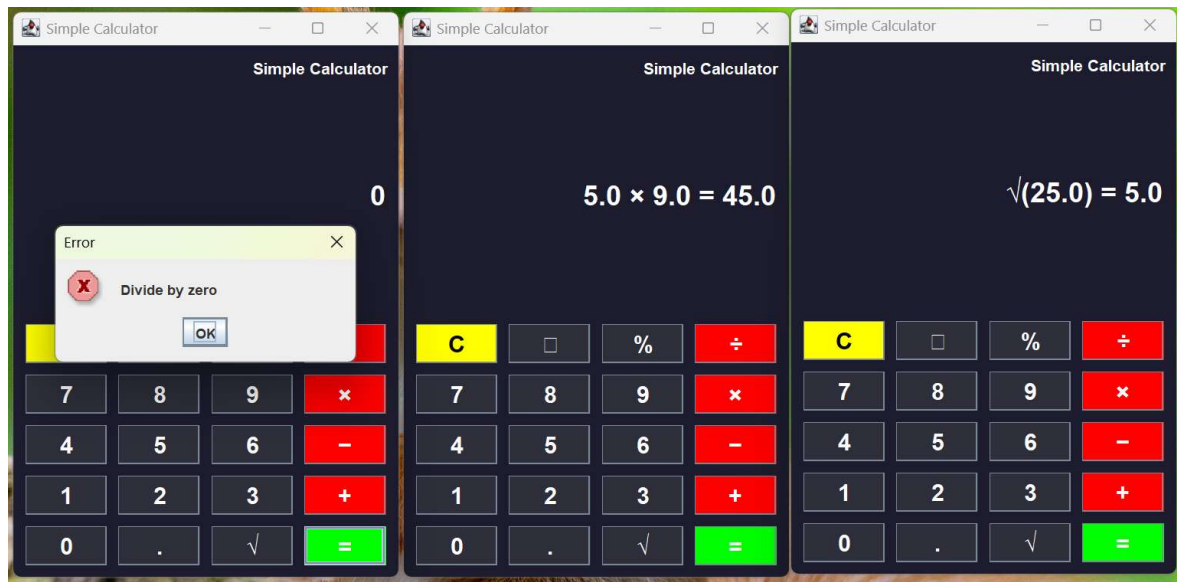 Simple Calculator
Simple Calculator
0
Error
x
Divide by zero
OK
7 8 9 ×
4 5 6 −
1 2 3 +
0 . √ =
Simple Calculator
Simple Calculator
5.0 × 9.0 = 45.0
C % ÷
7 8 9 ×
4 5 6 −
1 2 3 +
0 . √ =
Simple Calculator
Simple Calculator
√(25.0) = 5.0
C % ÷
7 8 9 ×
4 5 6 −
1 2 3 +
0 . √ =